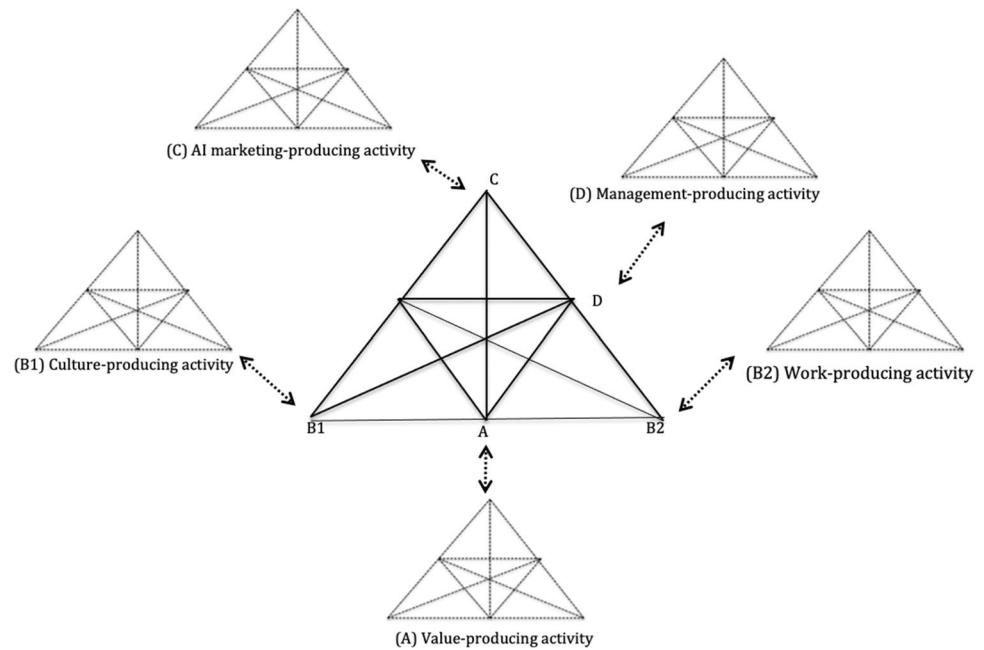 (C) AI marketing-producing activity
C
(D) Management-producing activity
D
(B1) Culture-producing activity
(B2) Work-producing activity
B1
A
B2
(A) Value-producing activity